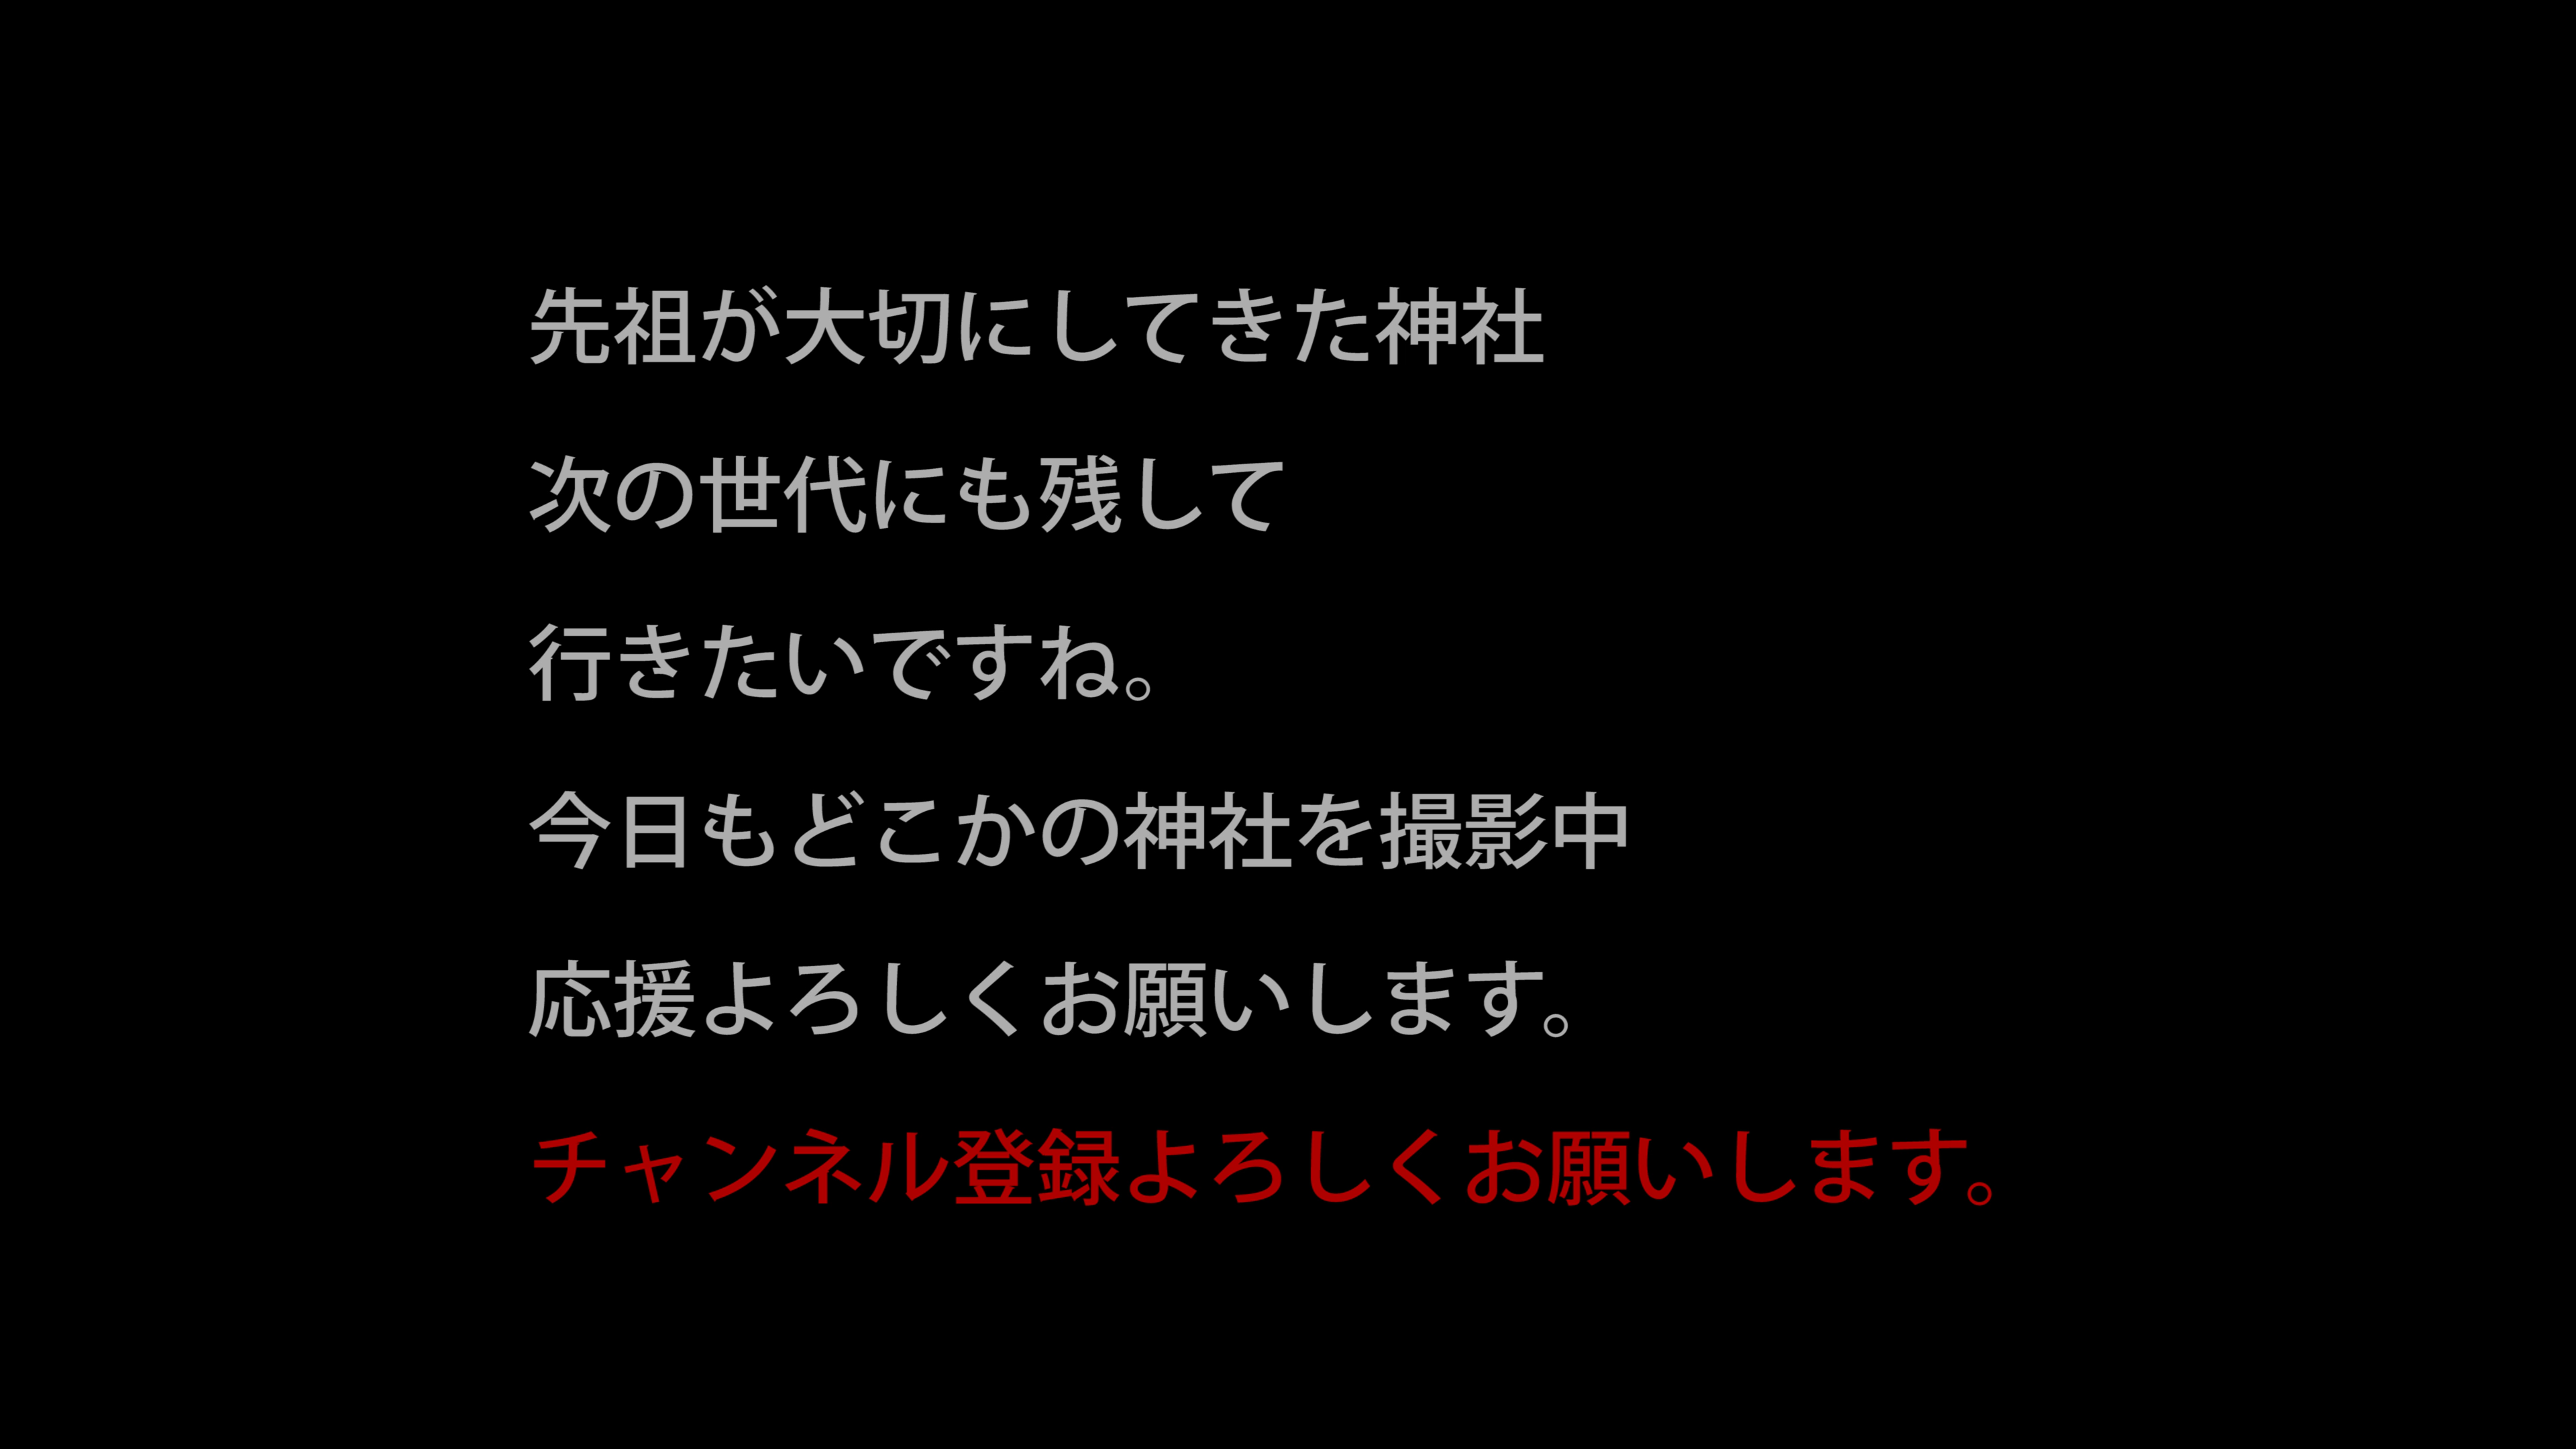 先祖が大切にしてきた神社
次の世代にも残して
行きたいですね。
今日もどこかの神社を撮影中
応援よろしくお願いします。
チャンネル登録よろしくお願いします。